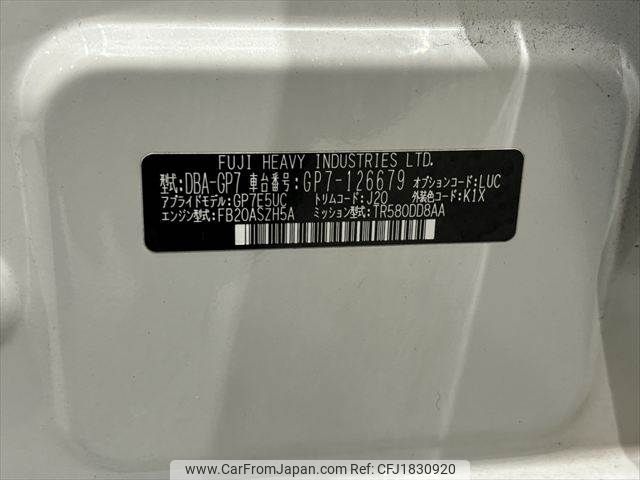 FUJI HEAVY INDUSTRIES LTD.
型式:DBA-GP7 車台番号:GP7-126679 オプションコード:LUC
アプライドモデル:GP7E5UC トリムコード:J20 外装色コード:K1X
エンジン型式:FB20ASZH5A ミッション型式:TR580DD8AA
www.CarFromJapan.com Car ID: CFJ1830920